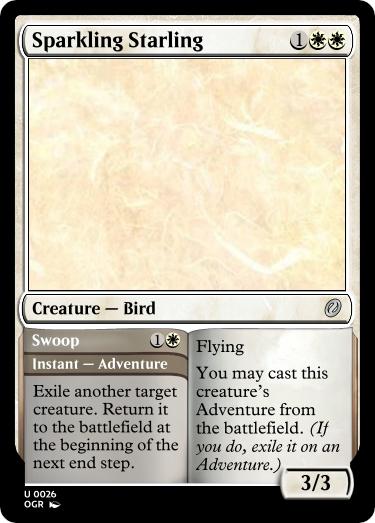 Sparkling Starling 1
Creature — Bird
Swoop 1
Instant — Adventure
Exile another target
creature. Return it
to the battlefield at
the beginning of the
next end step.
Flying
You may cast this
creature's
Adventure from
the battlefield. (If
you do, exile it on an
Adventure.)
3/3
U 0026
OGR